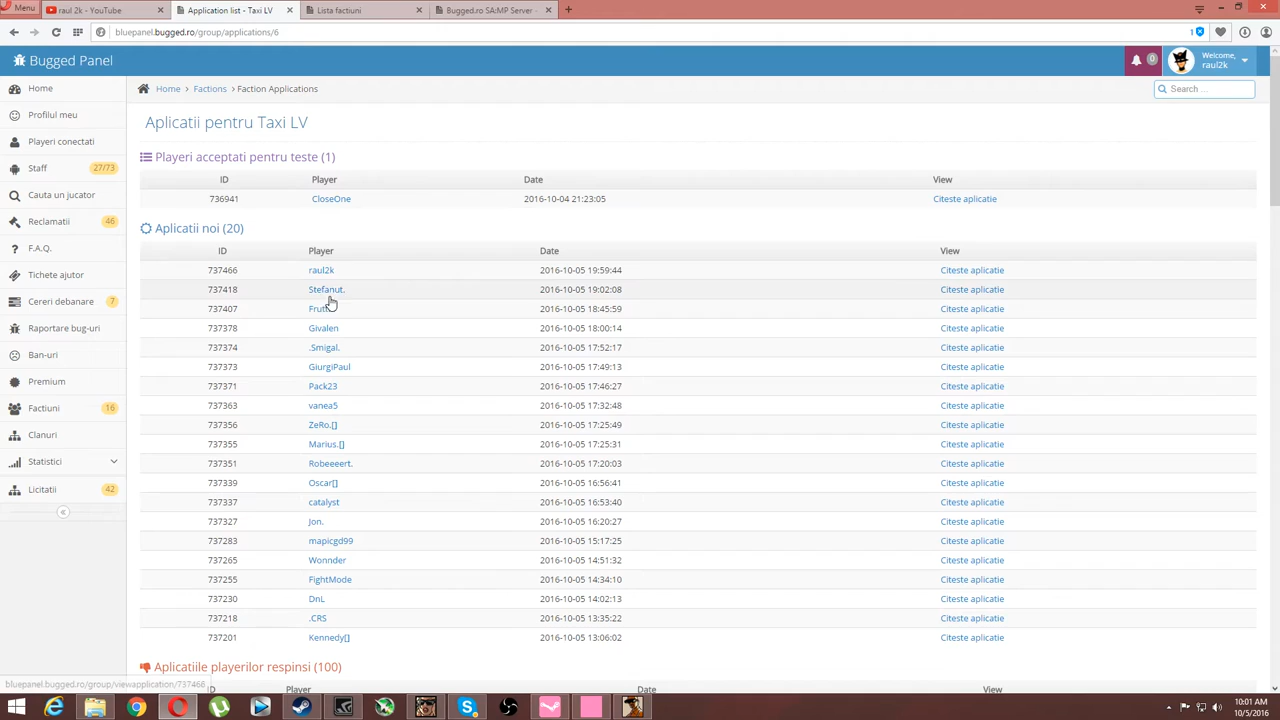 Menu
raul 2k - YouTube
Application list - Taxi LV
Lista factiuni
Bugged.ro SA:MP Server -
bluepanel.bugged.ro/group/applications/6
1
Bugged Panel
0
Welcome,
raul2k
Home
Profilul meu
Playeri conectati
Staff 27/73
Cauta un jucator
Reclamatii 46
F.A.Q.
Tichete ajutor
Cereri debanare 7
Raportare bug-uri
Ban-uri
Premium
Factiuni 16
Clanuri
Statistici
Licitatii 42
Home > Factions > Faction Applications
Search ...
Aplicatii pentru Taxi LV
Playeri acceptati pentru teste (1)
ID Player Date View
736941 CloseOne 2016-10-04 21:23:05 Citeste aplicatie
Aplicatii noi (20)
ID Player Date View
737466 raul2k 2016-10-05 19:59:44 Citeste aplicatie
737418 Stefanut. 2016-10-05 19:02:08 Citeste aplicatie
737407 2016-10-05 18:45:59 Citeste aplicatie
737378 Givalen 2016-10-05 18:00:14 Citeste aplicatie
737374 .Smigal. 2016-10-05 17:52:17 Citeste aplicatie
737373 GiurgiPaul 2016-10-05 17:49:13 Citeste aplicatie
737371 Pack23 2016-10-05 17:46:27 Citeste aplicatie
737363 vanea5 2016-10-05 17:32:48 Citeste aplicatie
737356 ZeRo.[] 2016-10-05 17:25:49 Citeste aplicatie
737355 Marius.[] 2016-10-05 17:25:31 Citeste aplicatie
737351 Robeeeert. 2016-10-05 17:20:03 Citeste aplicatie
737339 Oscar[] 2016-10-05 16:56:41 Citeste aplicatie
737337 catalyst 2016-10-05 16:53:40 Citeste aplicatie
737327 Jon. 2016-10-05 16:20:27 Citeste aplicatie
737283 mapicgd99 2016-10-05 15:17:25 Citeste aplicatie
737265 Wonnder 2016-10-05 14:51:32 Citeste aplicatie
737255 FightMode 2016-10-05 14:34:10 Citeste aplicatie
737230 DnL 2016-10-05 14:02:13 Citeste aplicatie
737218 .CRS 2016-10-05 13:35:22 Citeste aplicatie
737201 Kennedy[] 2016-10-05 13:06:02 Citeste aplicatie
Aplicatiile playerilor respinsi (100)
ID Player Date View
bluepanel.bugged.ro/group/viewapplication/737466
10:01 AM
10/5/2016